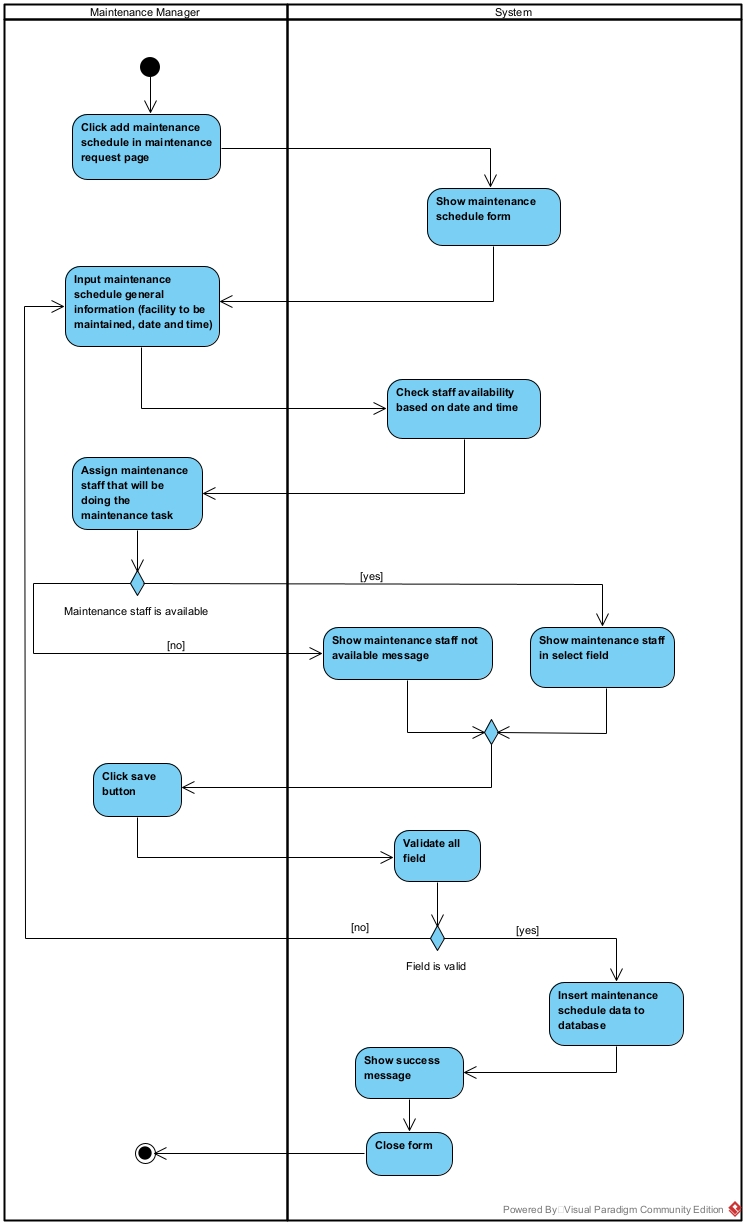 Maintenance Manager
System
Click add maintenance
schedule in maintenance
request page
Show maintenance
schedule form
Input maintenance
schedule general
information (facility to be
maintained, date and time)
Check staff availability
based on date and time
Assign maintenance
staff that will be
doing the
maintenance task
[yes]
Maintenance staff is available
[no]
Show maintenance staff not
available message
Show maintenance staff
in select field
Click save
button
Validate all
field
[no]
[yes]
Field is valid
Insert maintenance
schedule data to
database
Show success
message
Close form
Powered By Visual Paradigm Community Edition